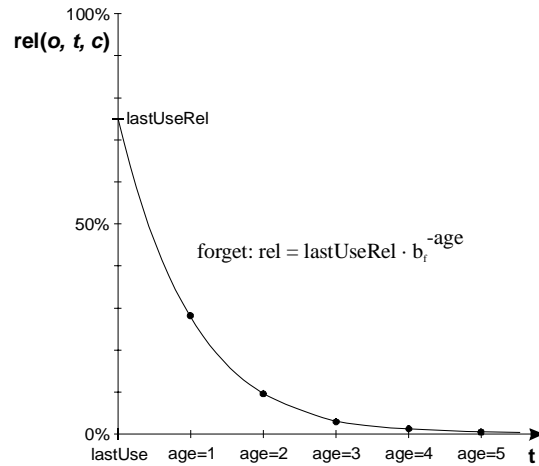 100%
rel(o, t, c)
lastUseRel
50%
forget: rel = lastUseRel · b_f^-age
0%
lastUse age=1 age=2 age=3 age=4 age=5 t